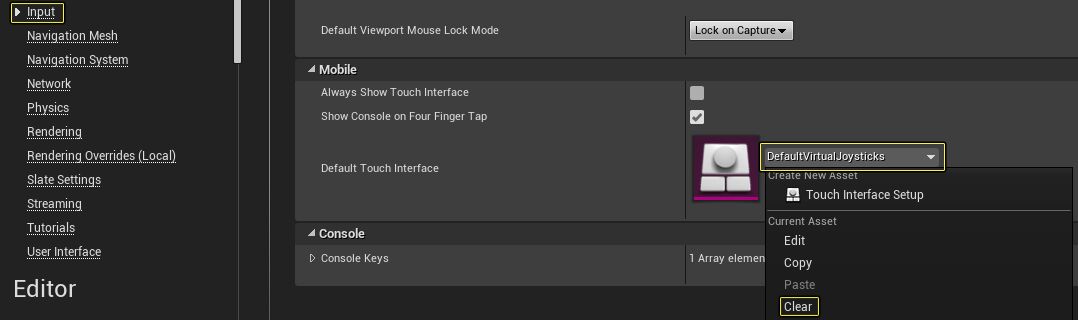 Input
Navigation Mesh
Navigation System
Network
Physics
Rendering
Rendering Overrides (Local)
Slate Settings
Streaming
Tutorials
User Interface
Editor
Default Viewport Mouse Lock Mode
Lock on Capture
Mobile
Always Show Touch Interface
Show Console on Four Finger Tap
Default Touch Interface
DefaultVirtualJoysticks
Create New Asset
Touch Interface Setup
Current Asset
Edit
Copy
Paste
Clear
Console
Console Keys
1 Array elemen